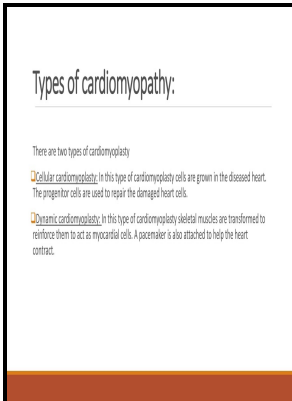 Types of cardiomyopathy:
There are two types of cardiomyoplasty
Cellular cardiomyoplasty: In this type of cardiomyoplasty cells are grown in the diseased heart.
The progenitor cells are used to repair the damaged heart cells.
Dynamic cardiomyoplasty: In this type of cardiomyoplasty skeletal muscles are transformed to
reinforce them to act as myocardial cells. A pacemaker is also attached to help the heart
contract.